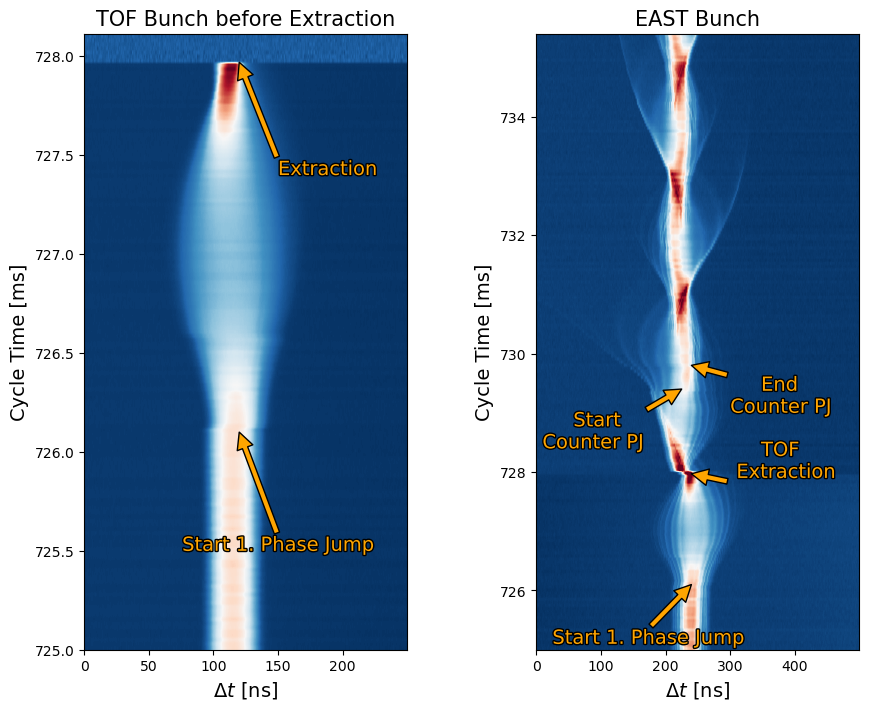 TOF Bunch before Extraction
Cycle Time [ms]
728.0
727.5
727.0
726.5
726.0
725.5
725.0
Extraction
Start 1. Phase Jump
0
50
100
150
200
Δt [ns]
EAST Bunch
Cycle Time [ms]
734
732
730
728
726
End
Counter PJ
Start
Counter PJ
TOF
Extraction
Start 1. Phase Jump
0
100
200
300
400
Δt [ns]